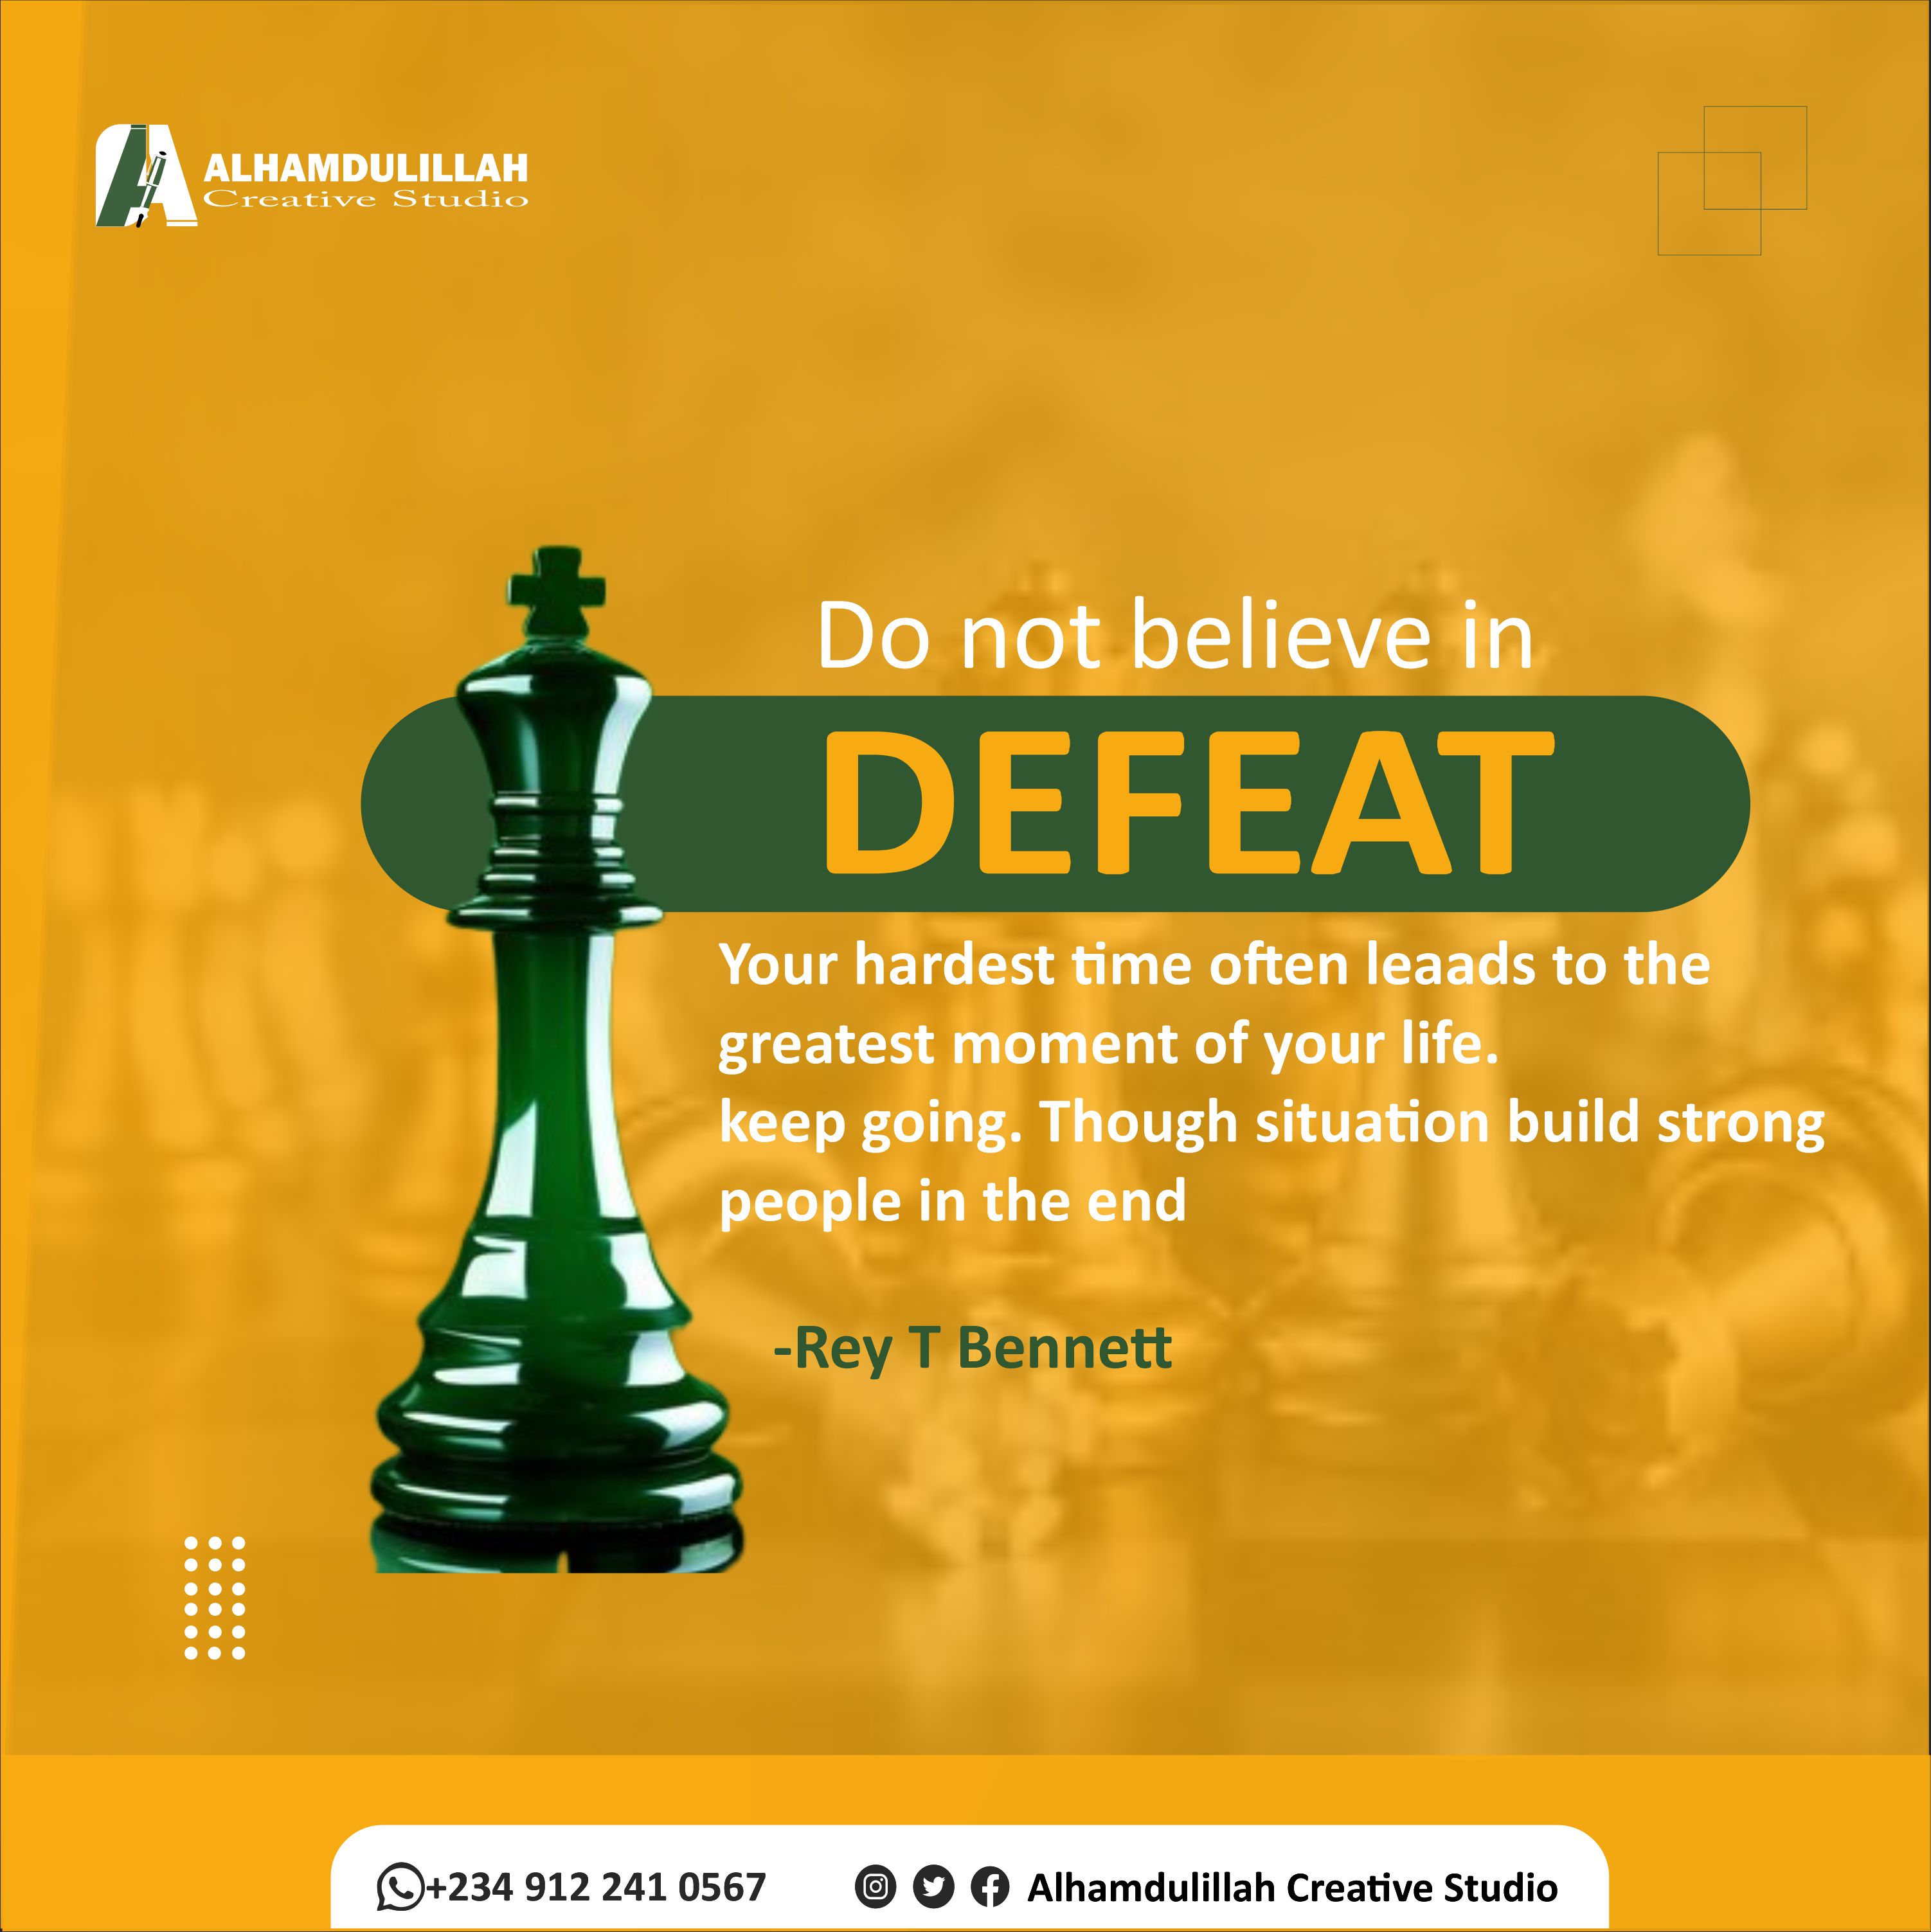 ALHAMDULILLAH
Creative Studio
Do not believe in
DEFEAT
Your hardest time often leaads to the
greatest moment of your life.
keep going. Though situation build strong
people in the end
-Rey T Bennett
+234 912 241 0567
Alhamdulillah Creative Studio